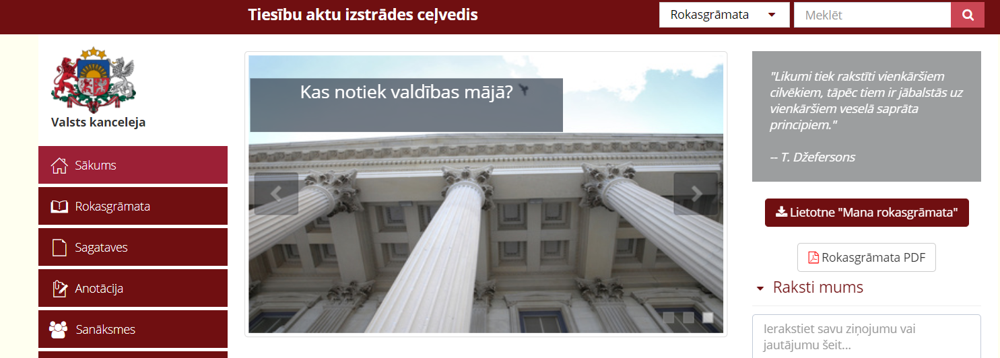 Tiesību aktu izstrādes ceļvedis
Rokasgrāmata
Meklēt
Valsts kanceleja
Sākums
Rokasgrāmata
Sagataves
Anotācija
Sanāksmes
Kas notiek valdības mājā?
"Likumi tiek rakstīti vienkāršiem
cilvēkiem, tāpēc tiem ir jābalstās uz
vienkāršiem veselā saprāta
principiem."
-- T. Džefersons
Lietotne "Mana rokasgrāmata"
Rokasgrāmata PDF
Raksti mums
Ierakstiet savu ziņojumu vai
jautājumu šeit...